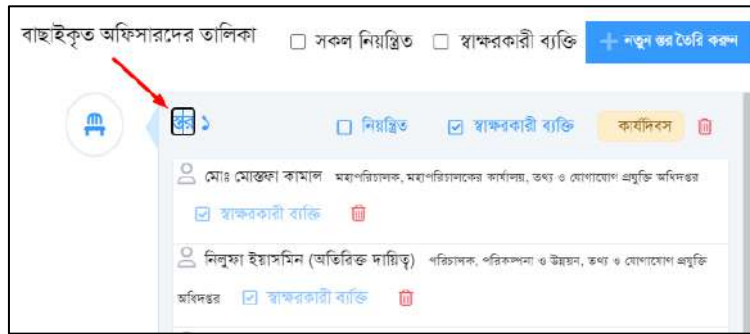 বাছাইকৃত অফিসারদের তালিকা সকল নিয়ন্ত্রিত স্বাক্ষরকারী ব্যক্তি + নতুন স্তর তৈরি করুন
স্তর ১ নিয়ন্ত্রিত স্বাক্ষরকারী ব্যক্তি কার্যদিবস
মোঃ মোস্তফা কামাল মহাপরিচালক, মহাপরিচালকের কার্যালয়, তথ্য ও যোগাযোগ প্রযুক্তি অধিদপ্তর
স্বাক্ষরকারী ব্যক্তি
নিলুফা ইয়াসমিন (অতিরিক্ত দায়িত্ব) পরিচালক, পরিকল্পনা ও উন্নয়ন, তথ্য ও যোগাযোগ প্রযুক্তি
অধিদপ্তর স্বাক্ষরকারী ব্যক্তি